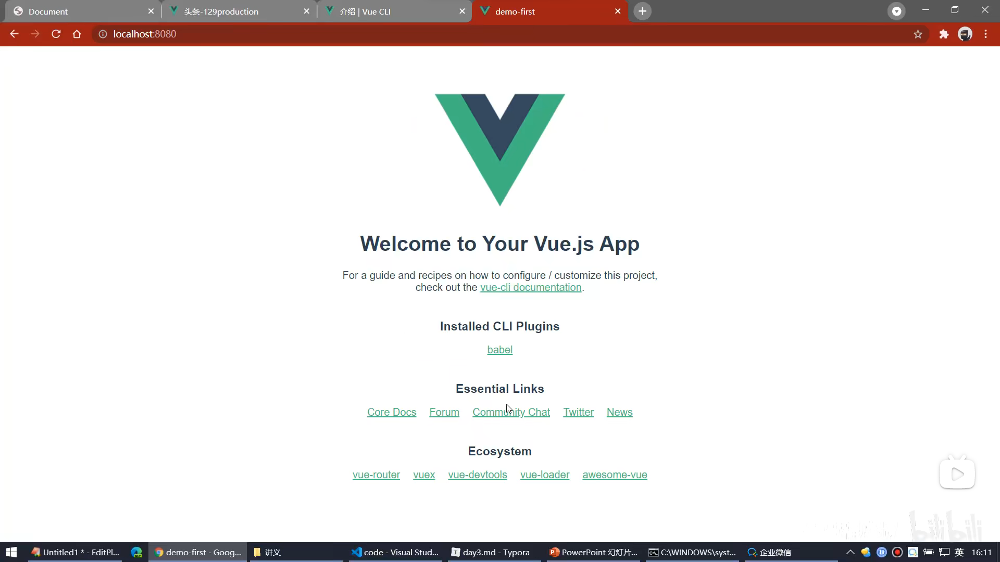 Document
头条-129production
介绍 | Vue CLI
demo-first
localhost:8080
Welcome to Your Vue.js App
For a guide and recipes on how to configure / customize this project,
check out the vue-cli documentation.
Installed CLI Plugins
babel
Essential Links
Core Docs Forum Community Chat Twitter News
Ecosystem
vue-router vuex vue-devtools vue-loader awesome-vue
bilibili
Untitled1 * - EditPl...
demo-first - Goog...
讲义
code - Visual Stud...
day3.md - Typora
PowerPoint 幻灯片...
C:\WINDOWS\syst...
企业微信
英
16:11